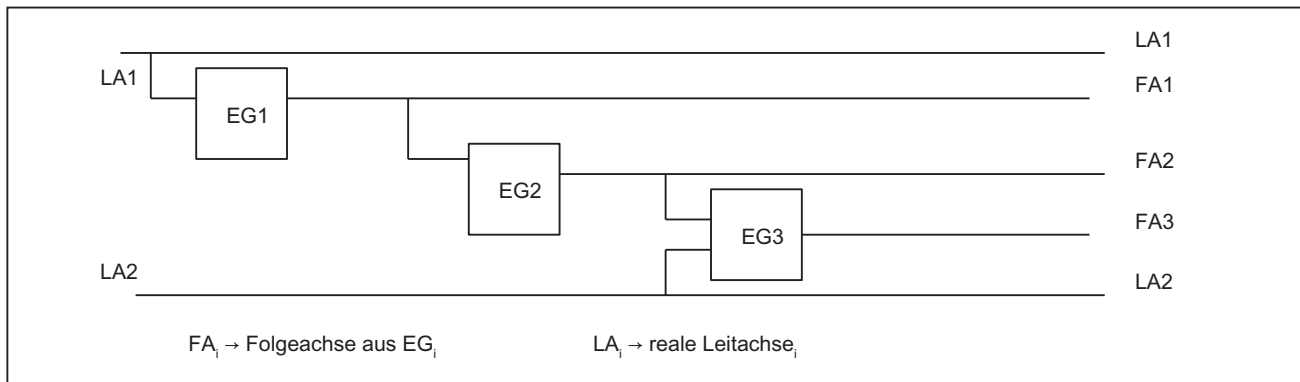 LA1
LA1
FA1
EG1
FA2
EG2
FA3
EG3
LA2
LA2
FAi → Folgeachse aus EGi
LAi → reale Leitachsei